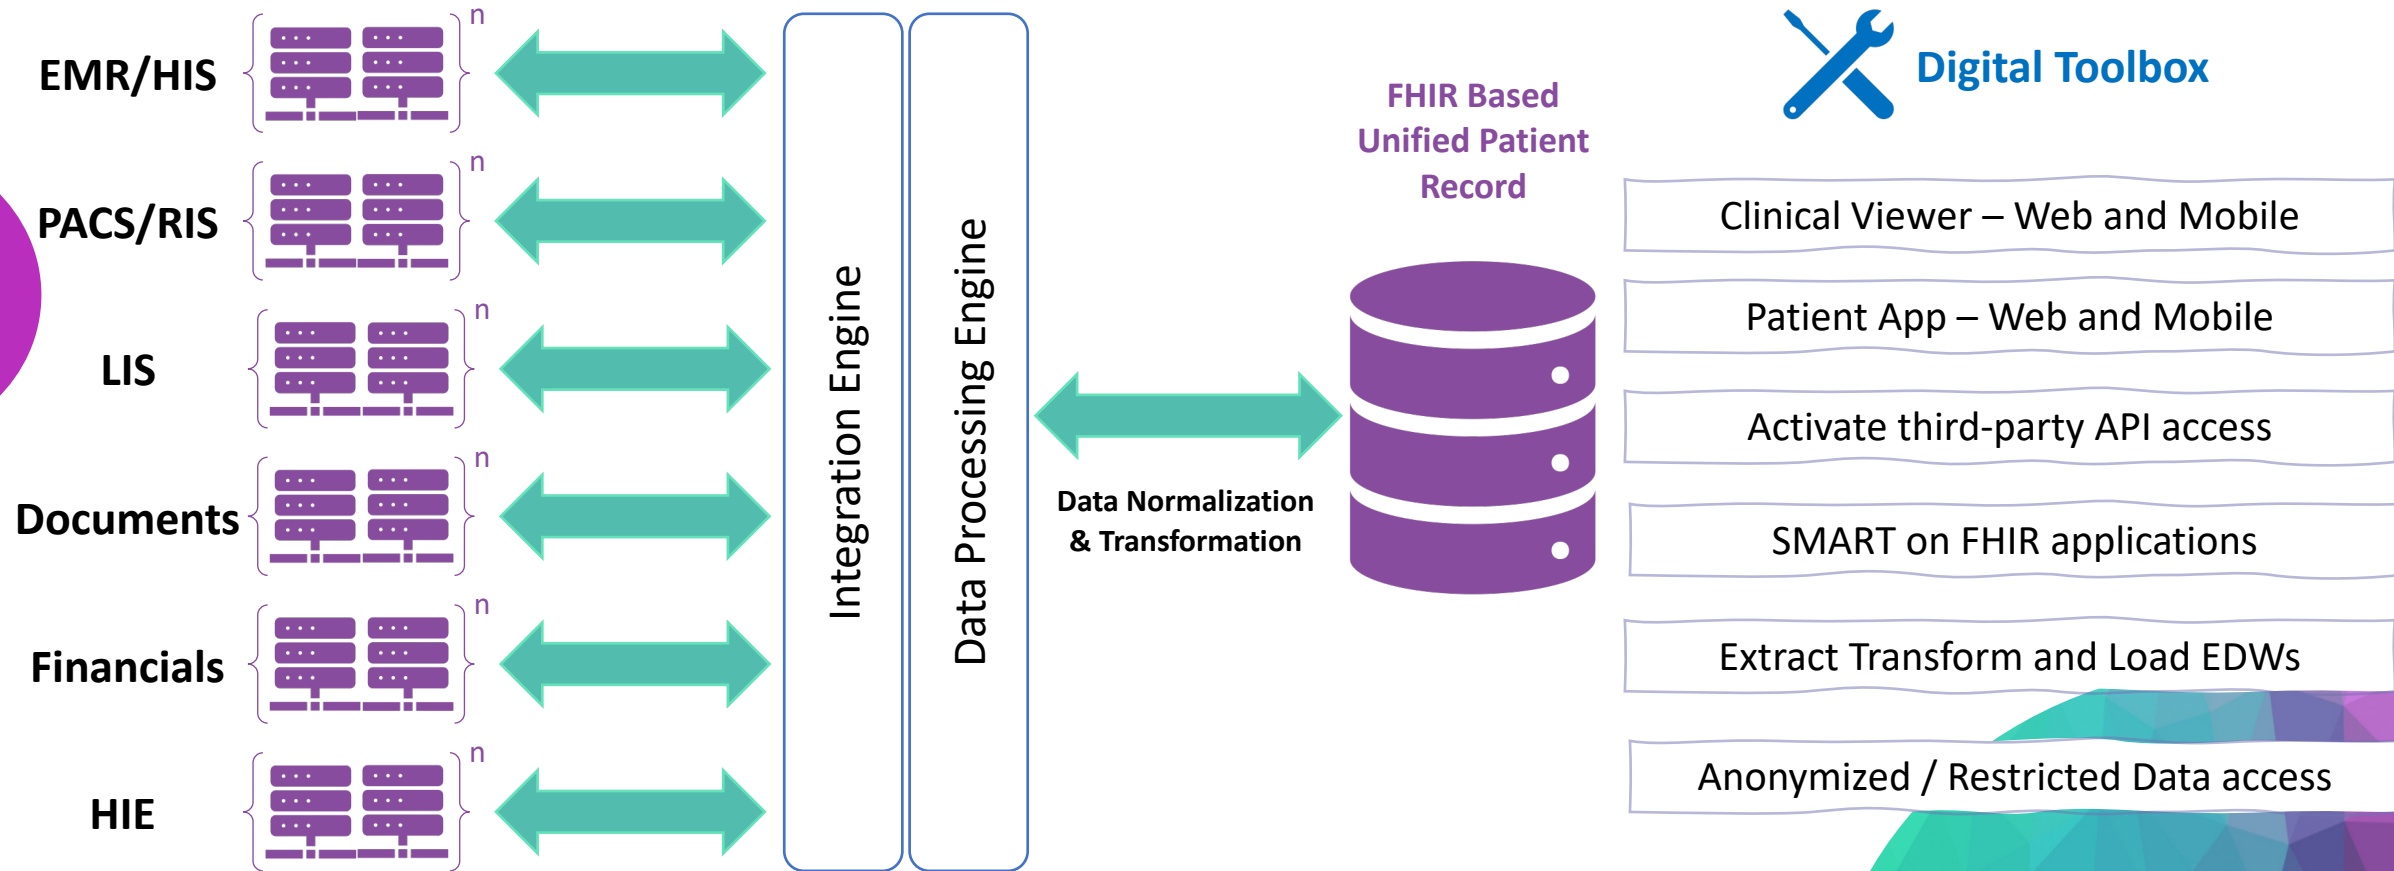 EMR/HIS
n
PACS/RIS
n
LIS
n
Documents
n
Financials
n
HIE
n
Integration Engine
Data Processing Engine
Data Normalization
& Transformation
FHIR Based
Unified Patient
Record
Digital Toolbox
Clinical Viewer – Web and Mobile
Patient App – Web and Mobile
Activate third-party API access
SMART on FHIR applications
Extract Transform and Load EDWs
Anonymized / Restricted Data access